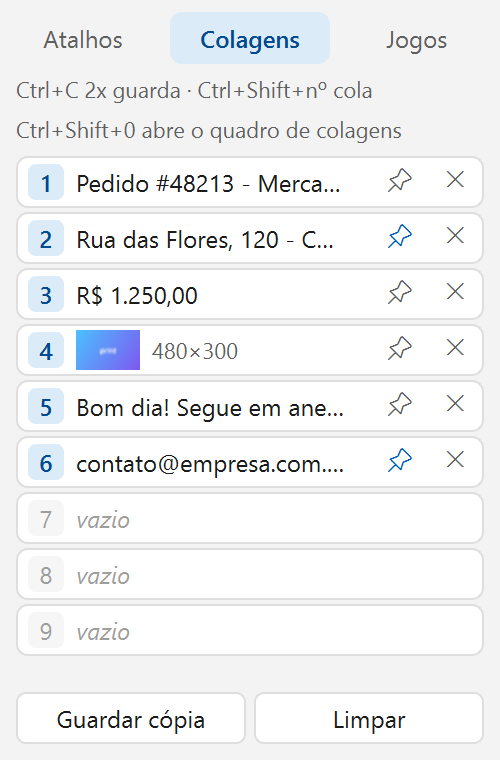 Atalhos Colagens Jogos
Ctrl+C 2x guarda · Ctrl+Shift+nº cola
Ctrl+Shift+0 abre o quadro de colagens
1 Pedido #48213 - Merca...
2 Rua das Flores, 120 - C...
3 R$ 1.250,00
4 print 480×300
5 Bom dia! Segue em ane...
6 contato@empresa.com....
7 vazio
8 vazio
9 vazio
Guardar cópia Limpar